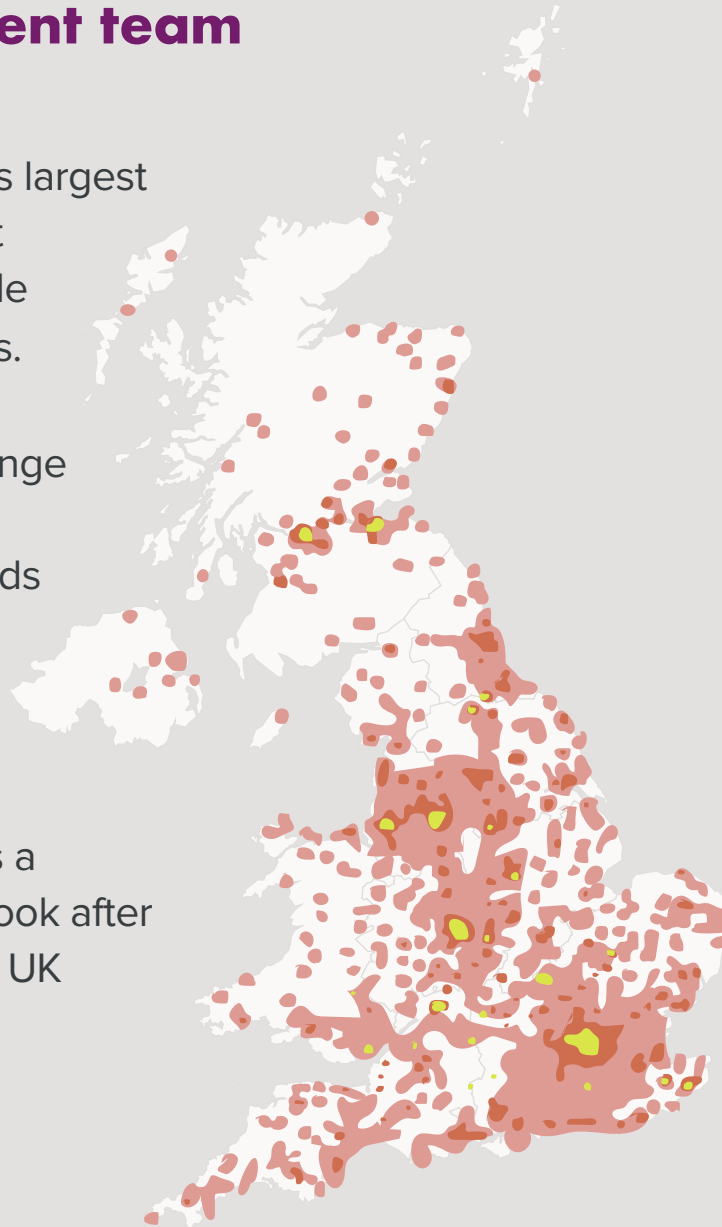 ent team
s largest
t
le
s.
nge
ds
s a
ook after
UK